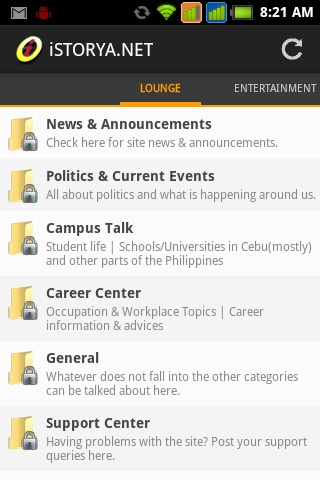 8:21 AM
iSTORYA.NET
LOUNGE
ENTERTAINMENT
News & Announcements
Check here for site news & announcements.
Politics & Current Events
All about politics and what is happening around us.
Campus Talk
Student life | Schools/Universities in Cebu(mostly)
and other parts of the Philippines
Career Center
Occupation & Workplace Topics | Career
information & advices
General
Whatever does not fall into the other categories
can be talked about here.
Support Center
Having problems with the site? Post your support
queries here.